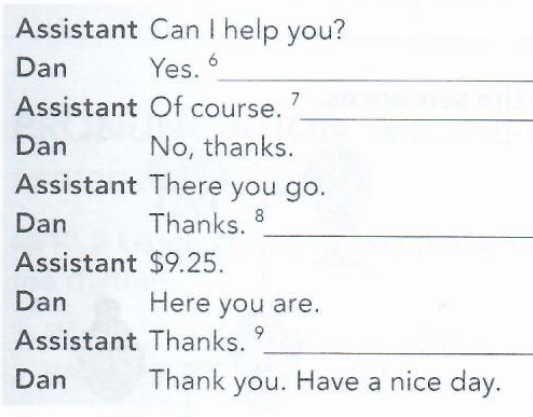 Assistant Can I help you?
Dan Yes. 6
Assistant Of course. 7
Dan No, thanks.
Assistant There you go.
Dan Thanks. 8
Assistant $9.25.
Dan Here you are.
Assistant Thanks. 9
Dan Thank you. Have a nice day.